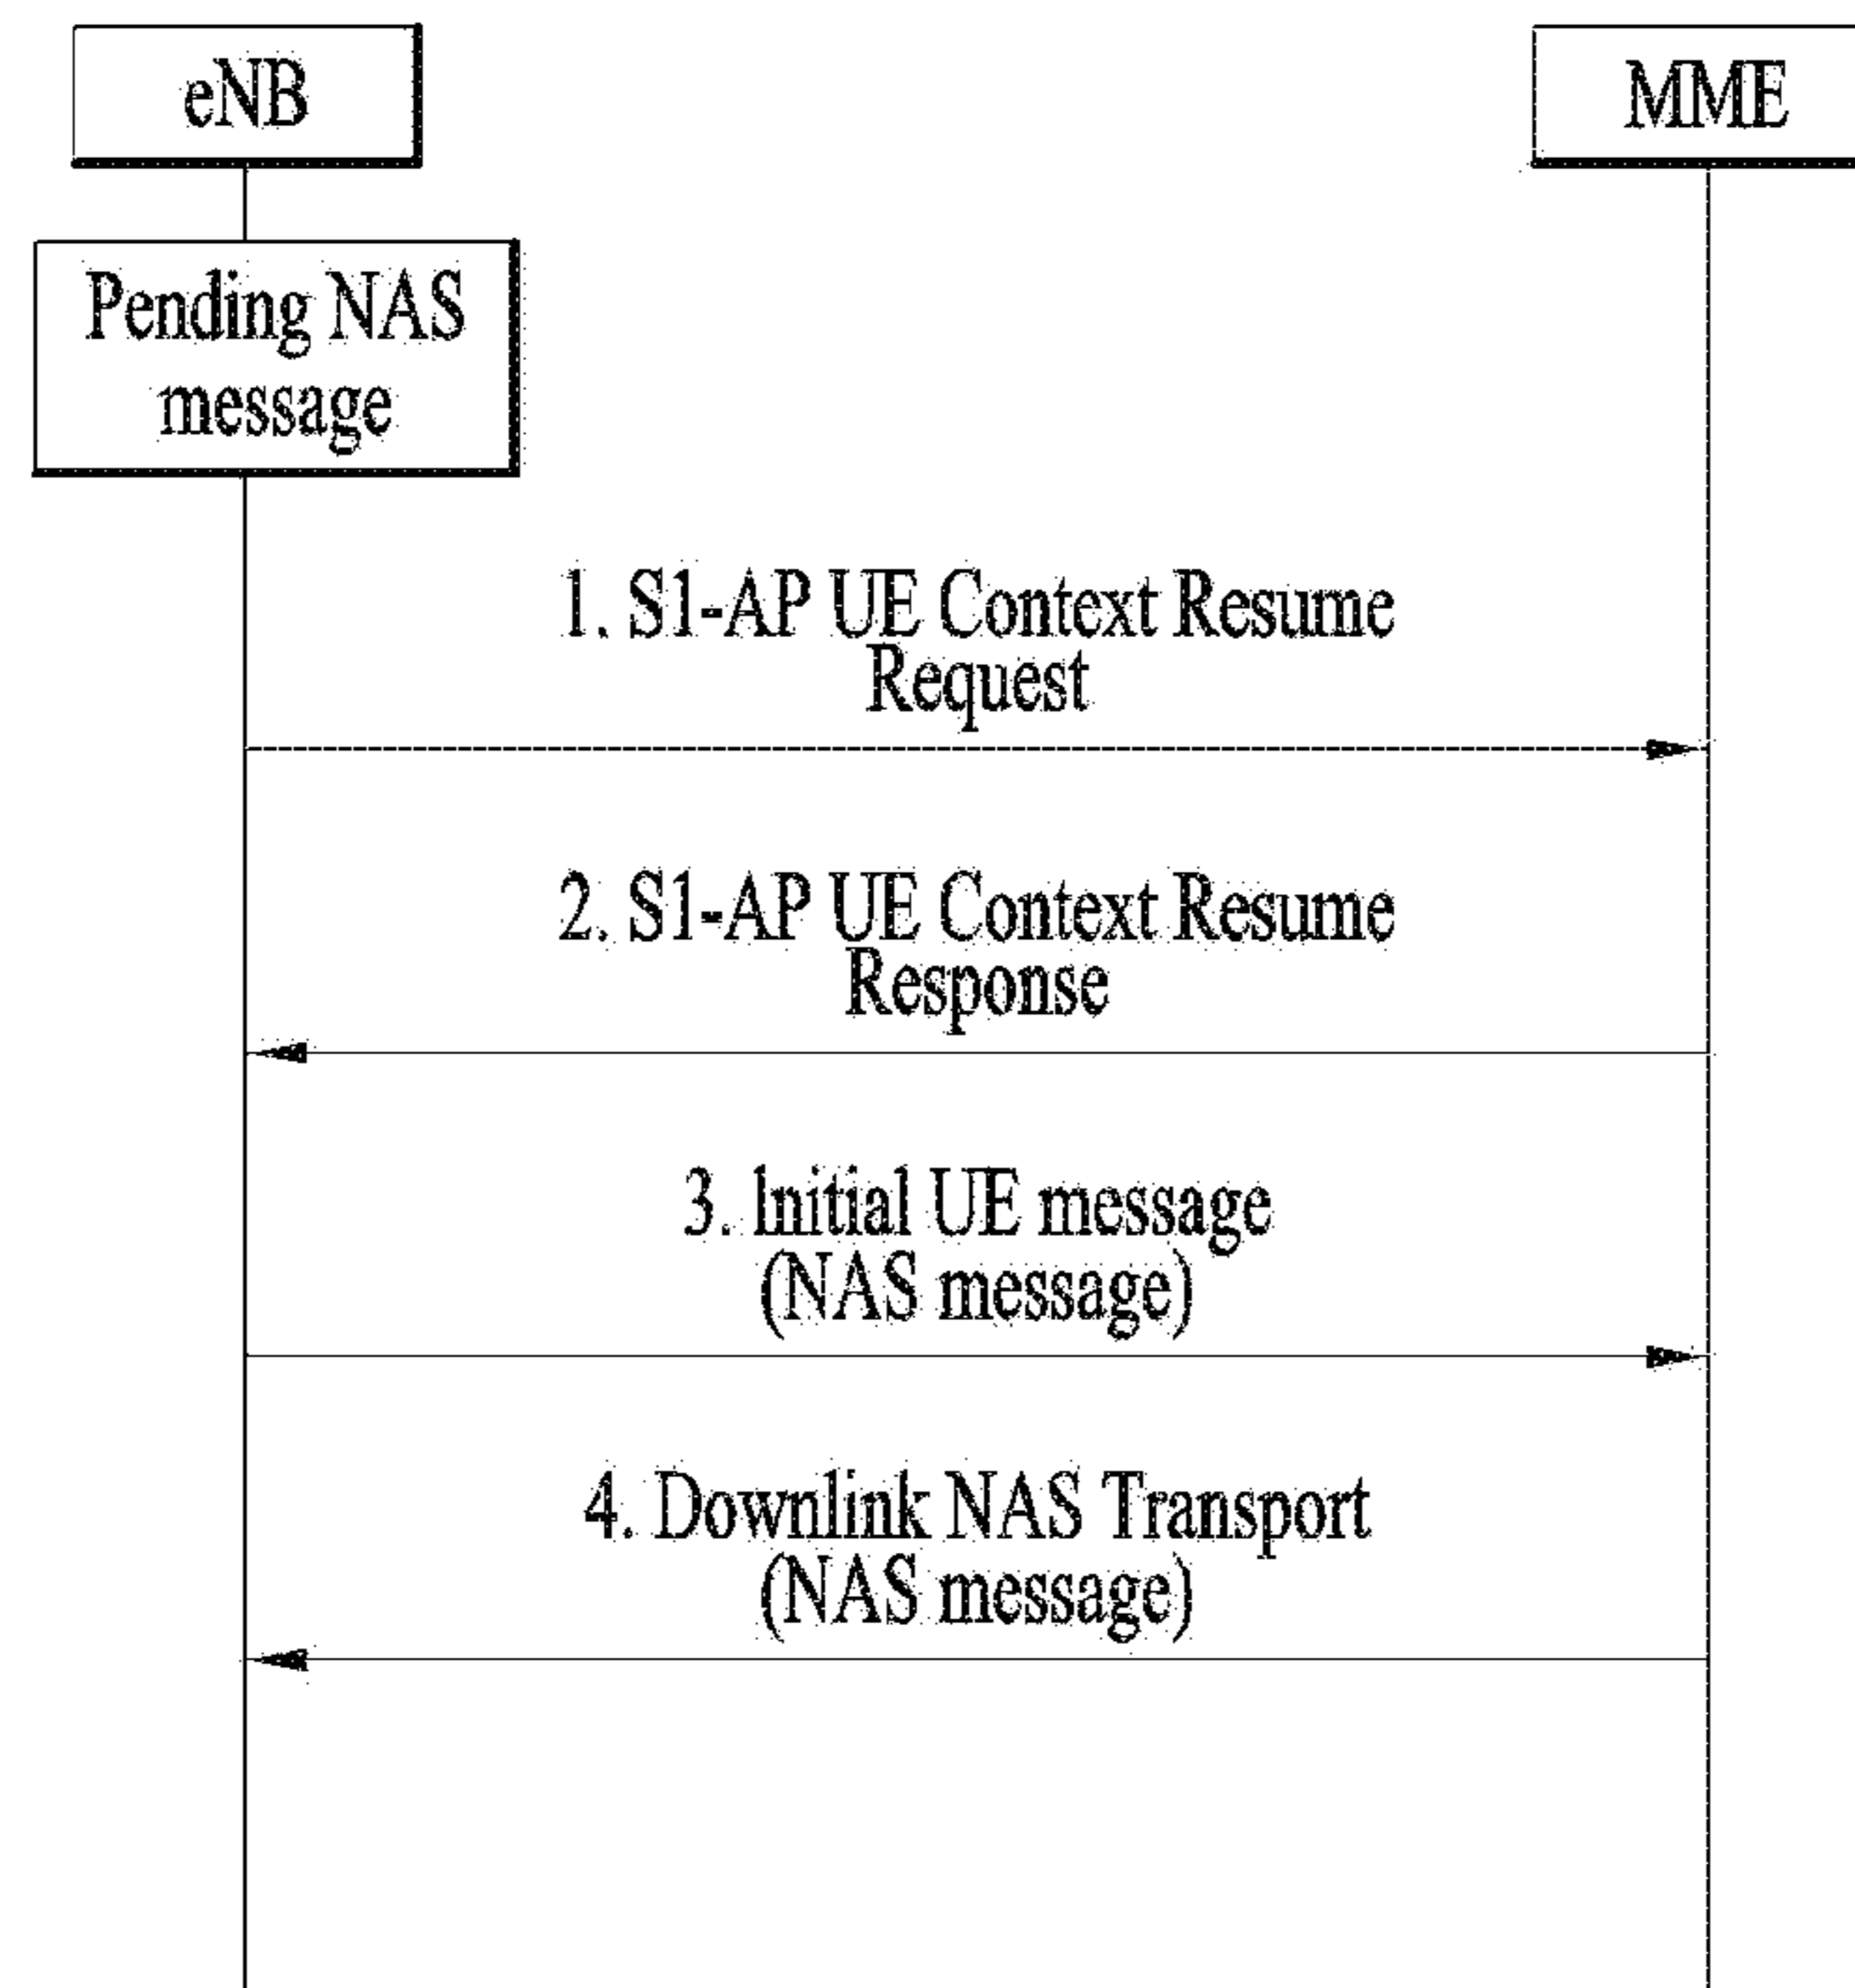 eNB
MME
Pending NAS
message
1. S1-AP UE Context Resume
Request
2. S1-AP UE Context Resume
Response
3. Initial UE message
(NAS message)
4. Downlink NAS Transport
(NAS message)